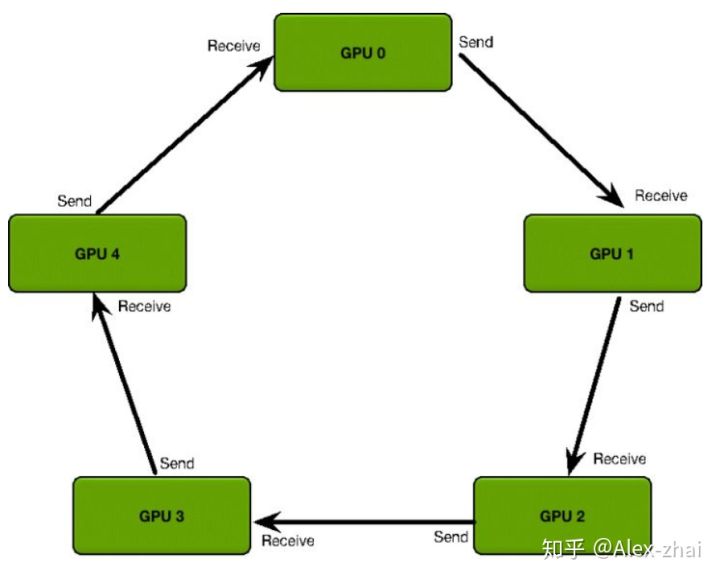 Receive
GPU 0
Send
Receive
Send
GPU 4
GPU 1
Receive
Send
Send
Receive
GPU 3
GPU 2
Receive
Send
知乎 @Alex-zhai